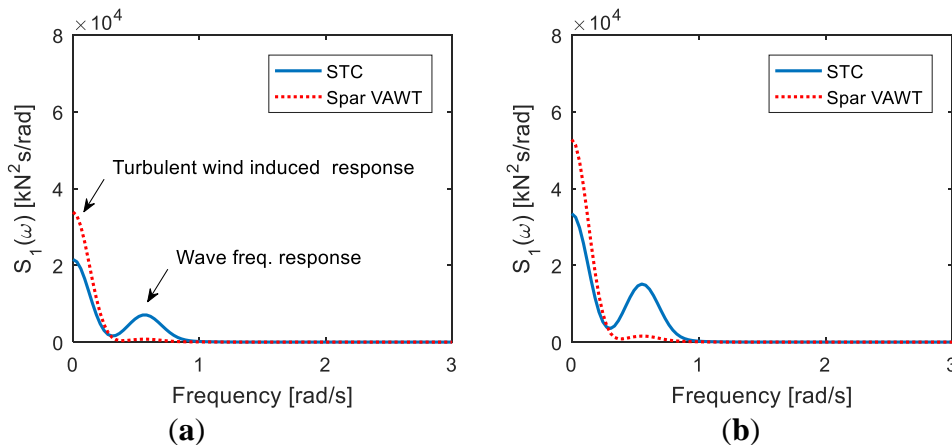 ×10⁴
8
6
4
2
0
0
1
2
3
S₁(ω) [kN²s/rad]
Frequency [rad/s]
STC
Spar VAWT
Turbulent wind induced response
Wave freq. response
(a)
×10⁴
8
6
4
2
0
0
1
2
3
S₁(ω) [kN²s/rad]
Frequency [rad/s]
STC
Spar VAWT
(b)